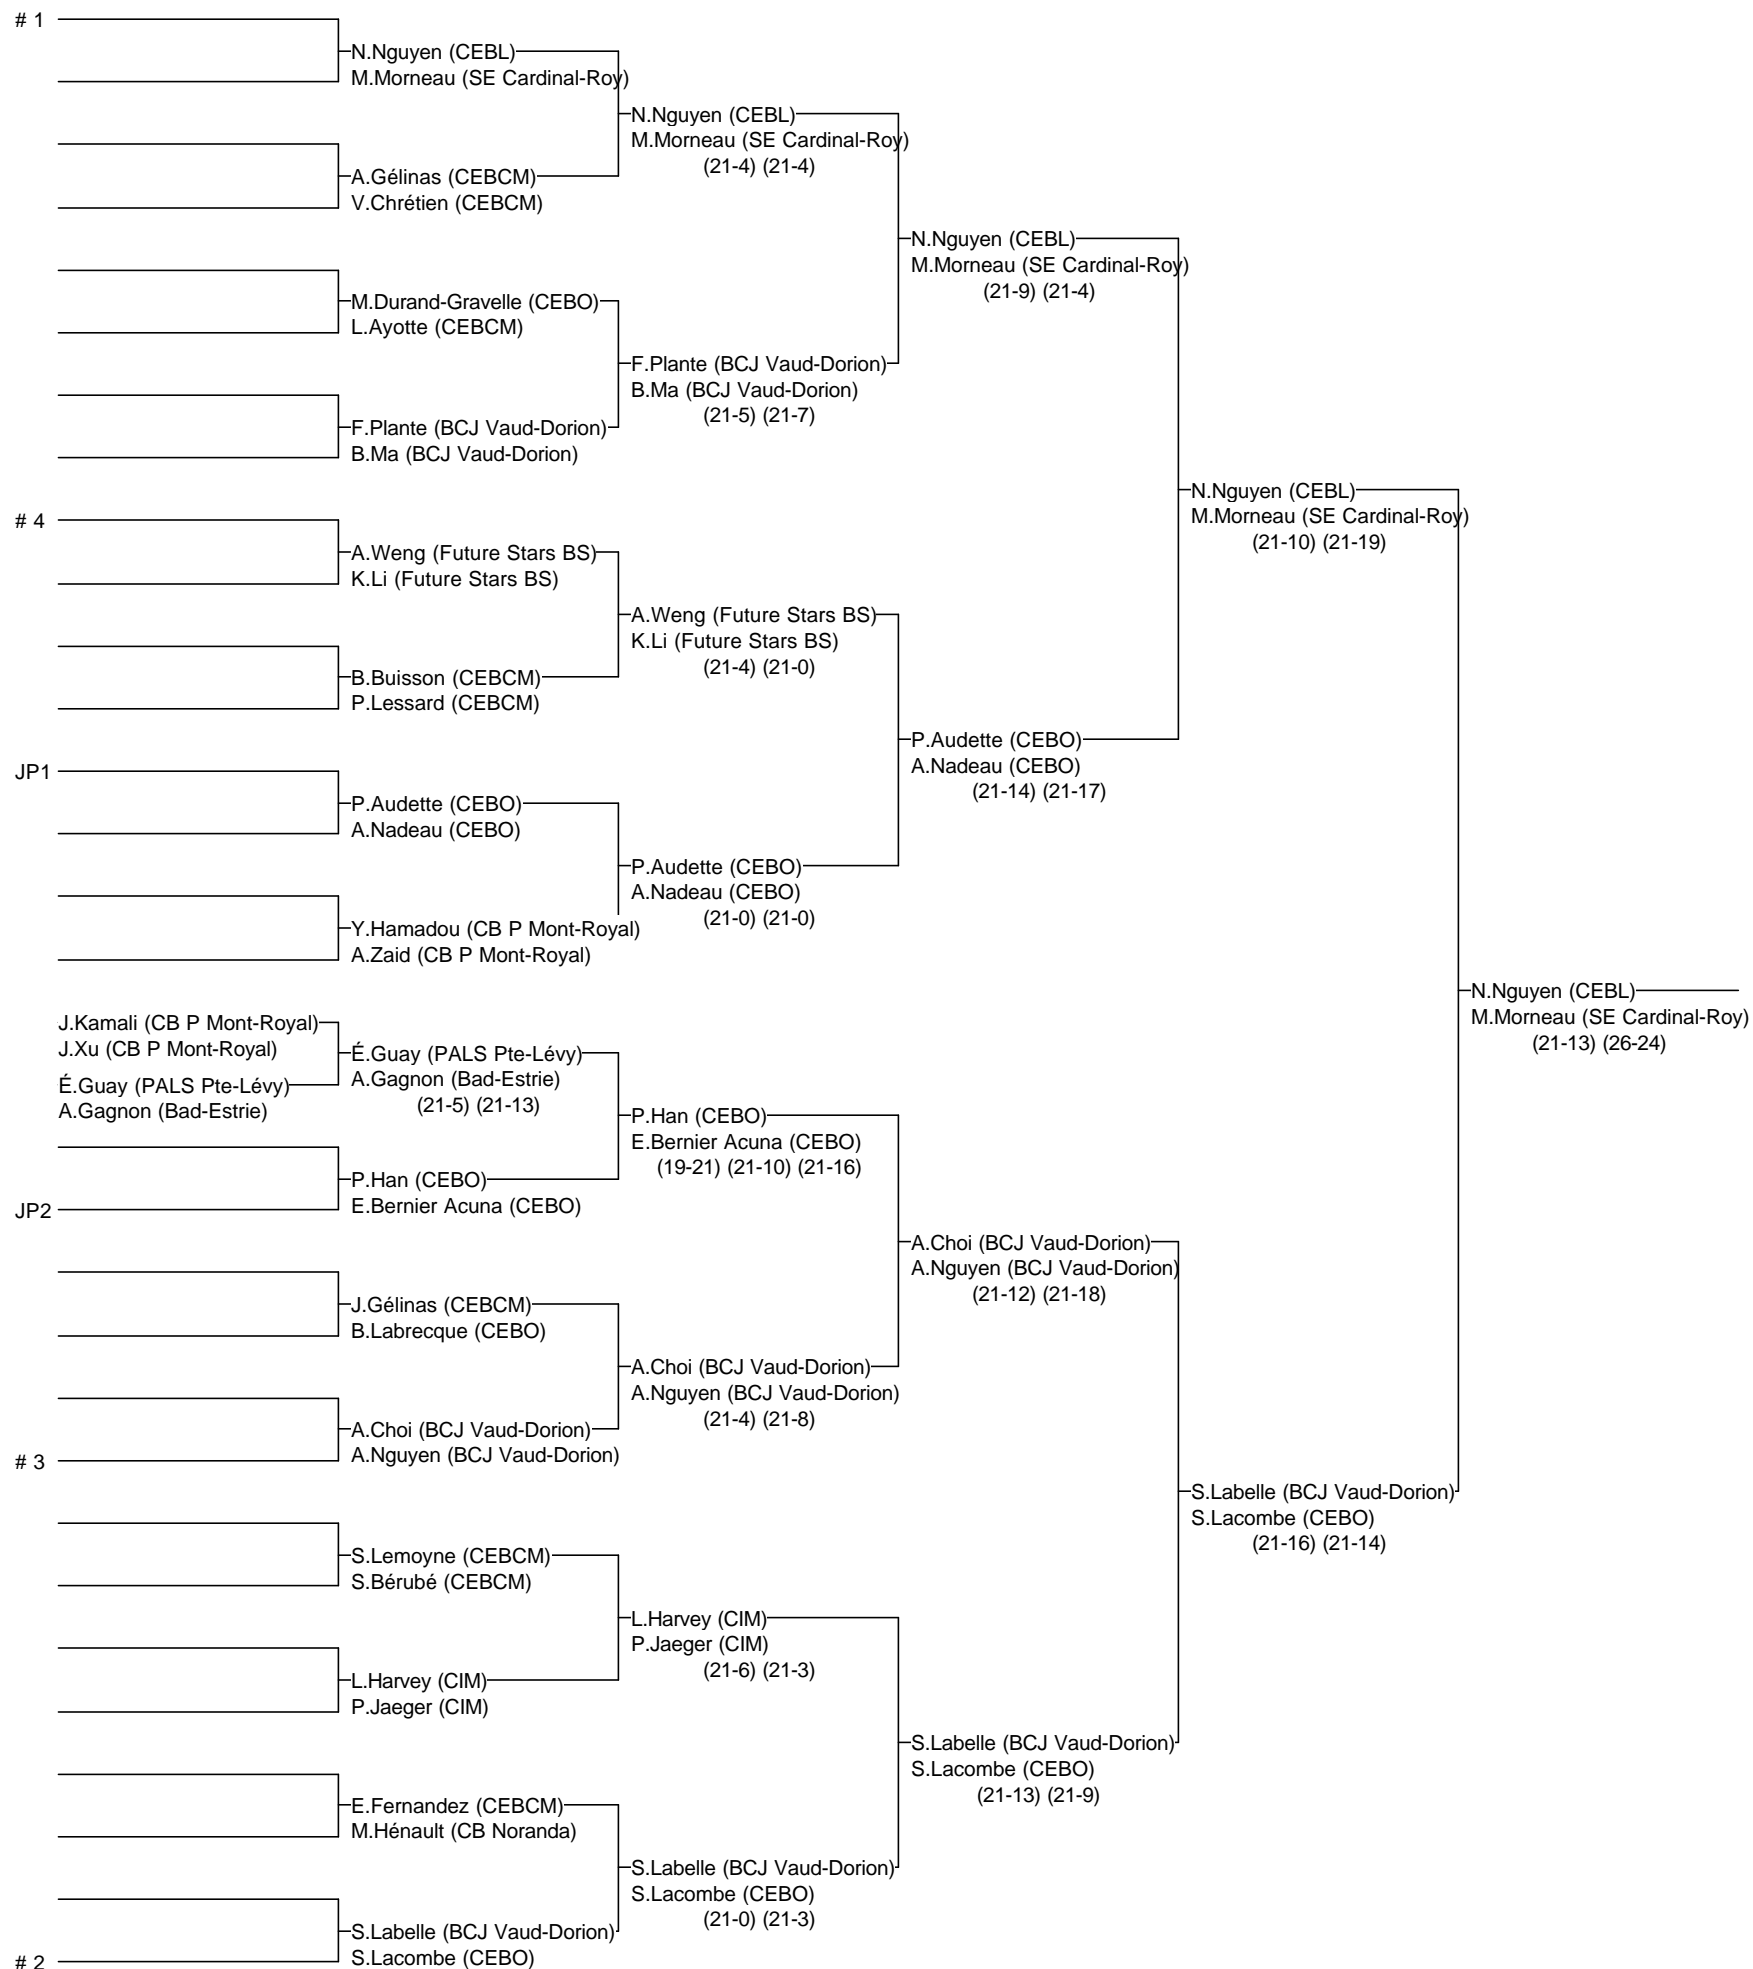 # 1
N.Nguyen (CEBL)
M.Morneau (SE Cardinal-Roy)
N.Nguyen (CEBL)
M.Morneau (SE Cardinal-Roy)
(21-4) (21-4)
A.Gélinas (CEBCM)
V.Chrétien (CEBCM)
N.Nguyen (CEBL)
M.Morneau (SE Cardinal-Roy)
(21-9) (21-4)
M.Durand-Gravelle (CEBO)
L.Ayotte (CEBCM)
F.Plante (BCJ Vaud-Dorion)
B.Ma (BCJ Vaud-Dorion)
(21-5) (21-7)
F.Plante (BCJ Vaud-Dorion)
B.Ma (BCJ Vaud-Dorion)
N.Nguyen (CEBL)
M.Morneau (SE Cardinal-Roy)
(21-10) (21-19)
# 4
A.Weng (Future Stars BS)
K.Li (Future Stars BS)
A.Weng (Future Stars BS)
K.Li (Future Stars BS)
(21-4) (21-0)
B.Buisson (CEBCM)
P.Lessard (CEBCM)
P.Audette (CEBO)
A.Nadeau (CEBO)
(21-14) (21-17)
JP1
P.Audette (CEBO)
A.Nadeau (CEBO)
P.Audette (CEBO)
A.Nadeau (CEBO)
(21-0) (21-0)
Y.Hamadou (CB P Mont-Royal)
A.Zaid (CB P Mont-Royal)
N.Nguyen (CEBL)
M.Morneau (SE Cardinal-Roy)
(21-13) (26-24)
J.Kamali (CB P Mont-Royal)
J.Xu (CB P Mont-Royal)
É.Guay (PALS Pte-Lévy)
A.Gagnon (Bad-Estrie)
(21-5) (21-13)
É.Guay (PALS Pte-Lévy)
A.Gagnon (Bad-Estrie)
P.Han (CEBO)
E.Bernier Acuna (CEBO)
(19-21) (21-10) (21-16)
P.Han (CEBO)
E.Bernier Acuna (CEBO)
JP2
A.Choi (BCJ Vaud-Dorion)
A.Nguyen (BCJ Vaud-Dorion)
(21-12) (21-18)
J.Gélinas (CEBCM)
B.Labrecque (CEBO)
A.Choi (BCJ Vaud-Dorion)
A.Nguyen (BCJ Vaud-Dorion)
(21-4) (21-8)
A.Choi (BCJ Vaud-Dorion)
A.Nguyen (BCJ Vaud-Dorion)
# 3
S.Labelle (BCJ Vaud-Dorion)
S.Lacombe (CEBO)
(21-16) (21-14)
S.Lemoyne (CEBCM)
S.Bérubé (CEBCM)
L.Harvey (CIM)
P.Jaeger (CIM)
(21-6) (21-3)
L.Harvey (CIM)
P.Jaeger (CIM)
S.Labelle (BCJ Vaud-Dorion)
S.Lacombe (CEBO)
(21-13) (21-9)
E.Fernandez (CEBCM)
M.Hénault (CB Noranda)
S.Labelle (BCJ Vaud-Dorion)
S.Lacombe (CEBO)
(21-0) (21-3)
S.Labelle (BCJ Vaud-Dorion)
S.Lacombe (CEBO)
# 2